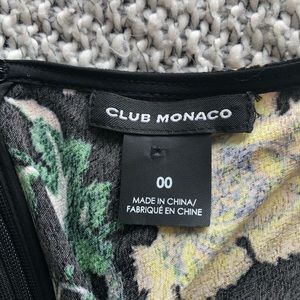 CLUB MONACO
00
MADE IN CHINA/
FABRIQUÉ EN CHINE